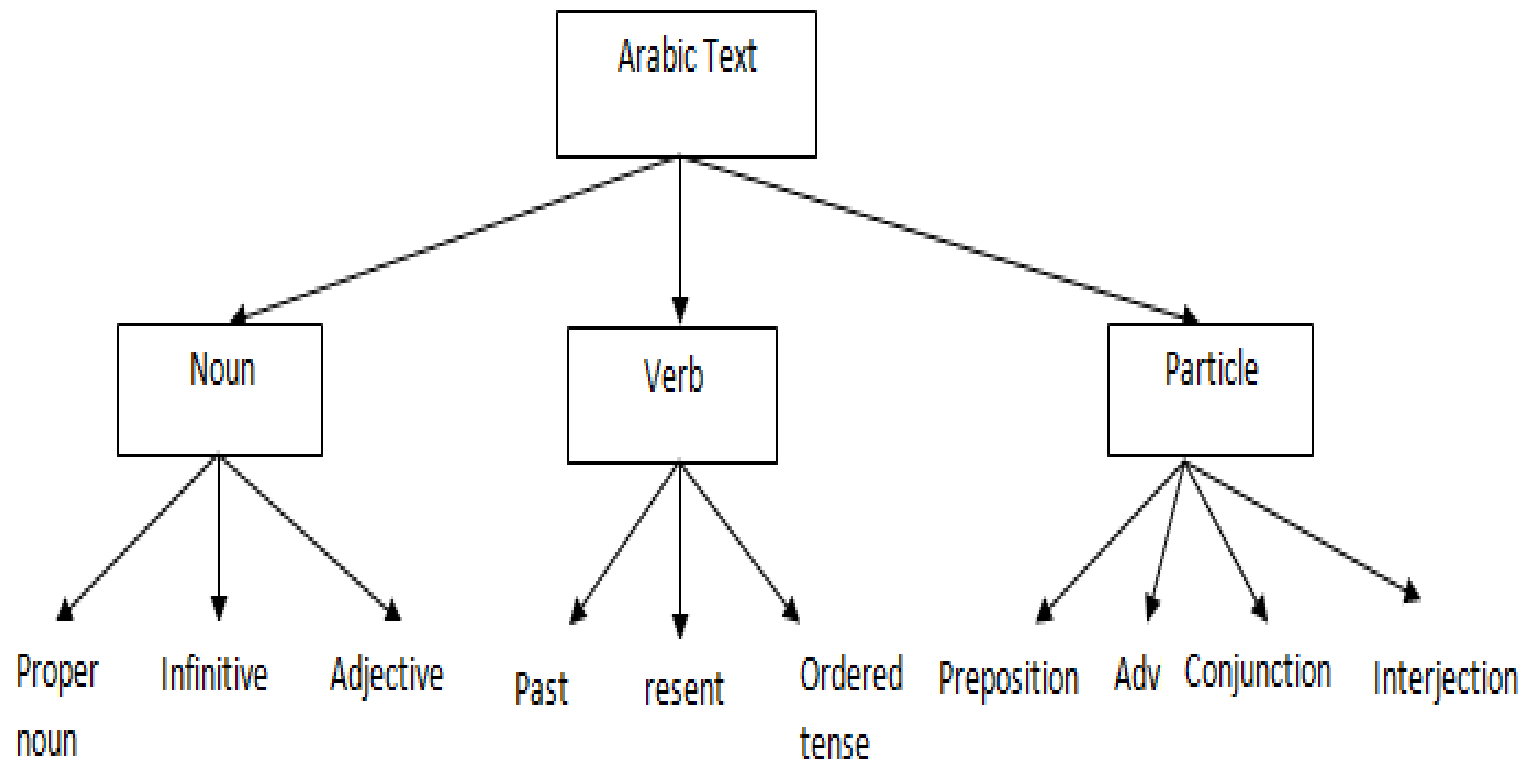 Arabic Text
Noun
Verb
Particle
Proper
noun
Infinitive
Adjective
Past
resent
Ordered
tense
Preposition
Adv
Conjunction
Interjection